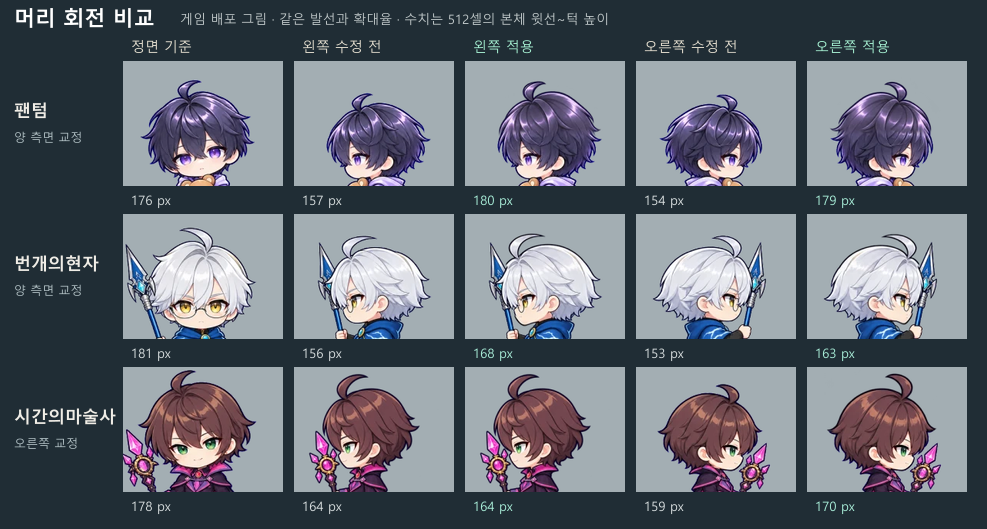 머리 회전 비교
게임 배포 그림 · 같은 발선과 확대율 · 수치는 512셀의 본체 윗선~턱 높이
정면 기준 왼쪽 수정 전 왼쪽 적용 오른쪽 수정 전 오른쪽 적용
팬텀
양 측면 교정
176 px 157 px 180 px 154 px 179 px
번개의현자
양 측면 교정
181 px 156 px 168 px 153 px 163 px
시간의마술사
오른쪽 교정
178 px 164 px 164 px 159 px 170 px